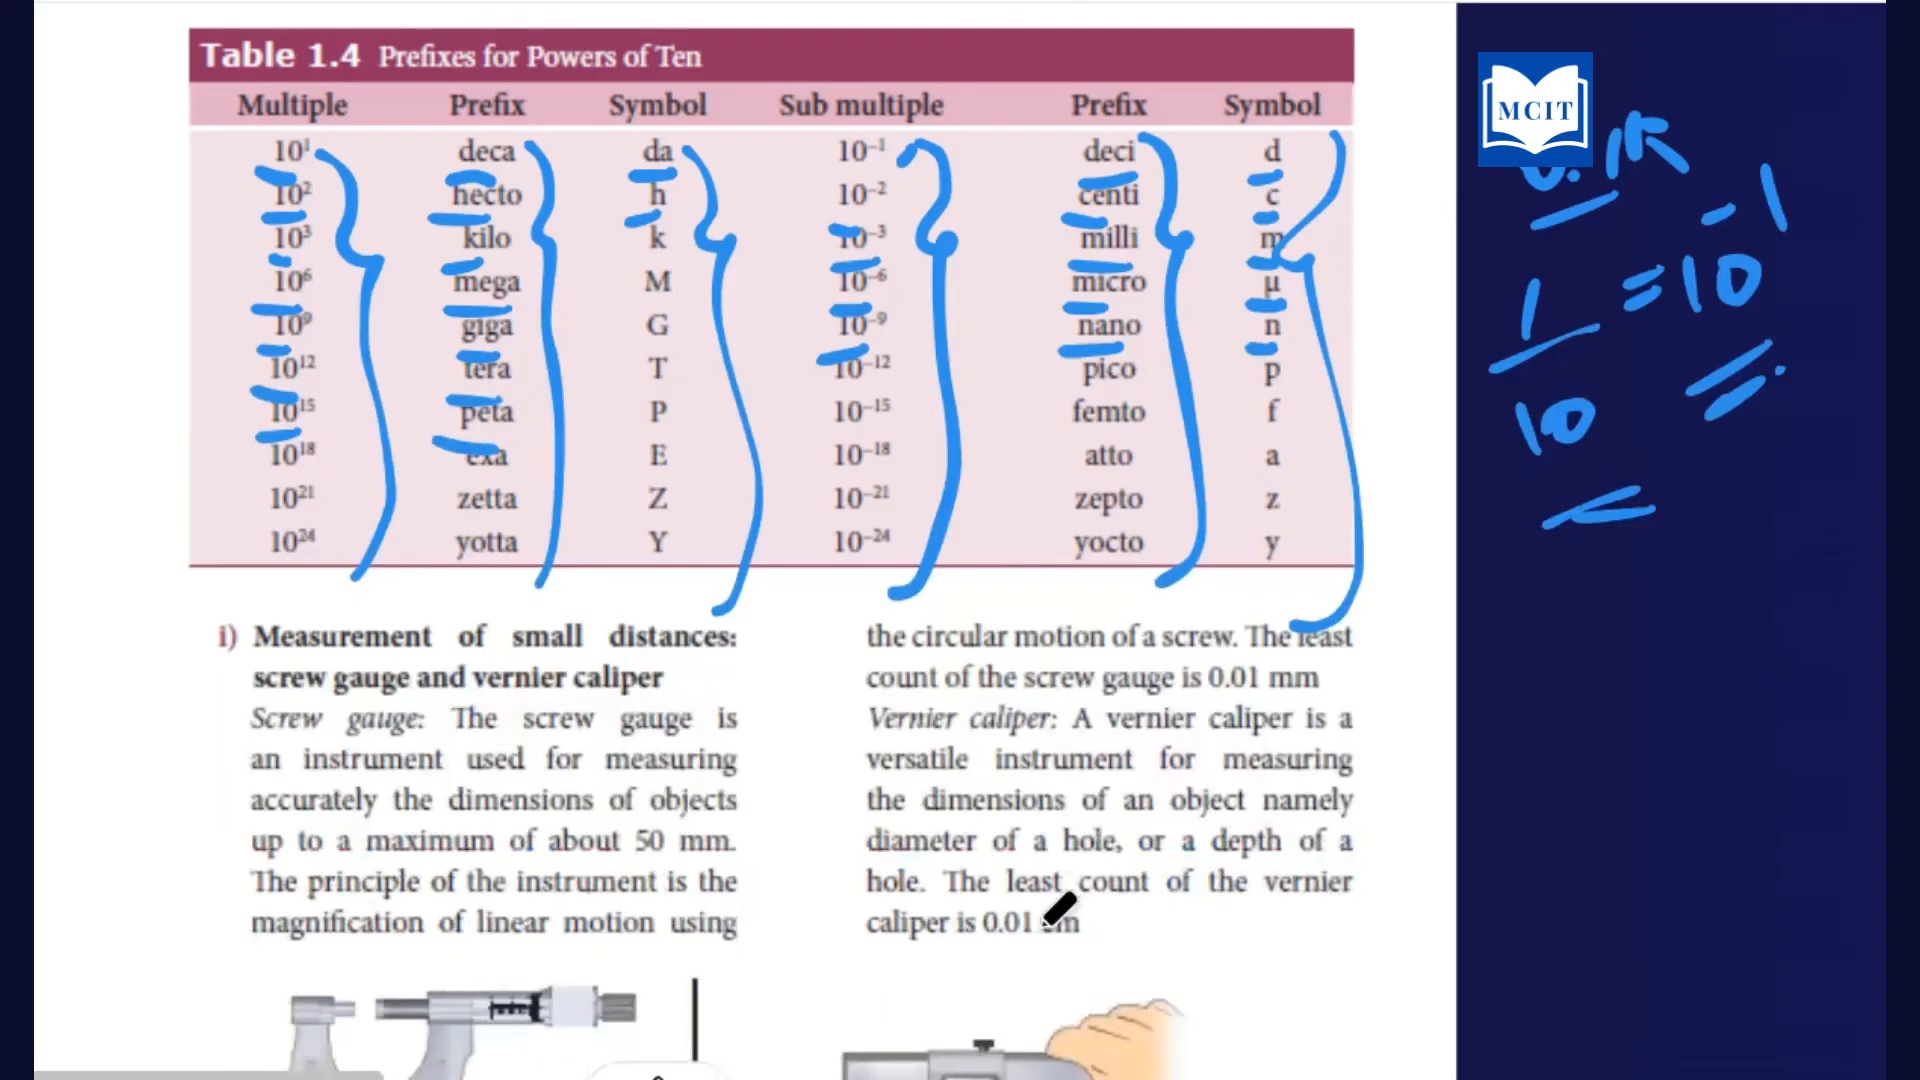 Table 1.4 Prefixes for Powers of Ten
Multiple Prefix Symbol Sub multiple Prefix Symbol
10¹ deca da 10⁻¹ deci d
10² hecto h 10⁻² centi c
10³ kilo k 10⁻³ milli m
10⁶ mega M 10⁻⁶ micro μ
10⁹ giga G 10⁻⁹ nano n
10¹² tera T 10⁻¹² pico p
10¹⁵ peta P 10⁻¹⁵ femto f
10¹⁸ exa E 10⁻¹⁸ atto a
10²¹ zetta Z 10⁻²¹ zepto z
10²⁴ yotta Y 10⁻²⁴ yocto y
i) Measurement of small distances:
screw gauge and vernier caliper
Screw gauge: The screw gauge is
an instrument used for measuring
accurately the dimensions of objects
up to a maximum of about 50 mm.
The principle of the instrument is the
magnification of linear motion using
the circular motion of a screw. The least
count of the screw gauge is 0.01 mm
Vernier caliper: A vernier caliper is a
versatile instrument for measuring
the dimensions of an object namely
diameter of a hole, or a depth of a
hole. The least count of the vernier
caliper is 0.01 cm
MCIT
1/10 = 10⁻¹